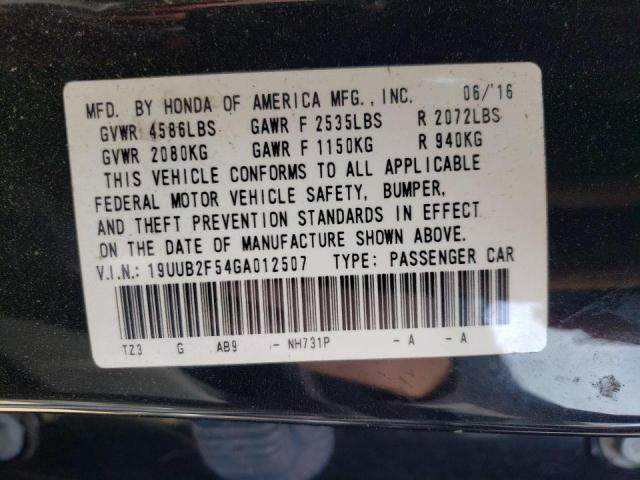 MFD. BY HONDA OF AMERICA MFG., INC. 06/'16
GVWR 4586LBS GAWR F 2535LBS R 2072LBS
GVWR 2080KG GAWR F 1150KG R 940KG
THIS VEHICLE CONFORMS TO ALL APPLICABLE
FEDERAL MOTOR VEHICLE SAFETY, BUMPER,
AND THEFT PREVENTION STANDARDS IN EFFECT
ON THE DATE OF MANUFACTURE SHOWN ABOVE.
V.I.N.: 19UUB2F54GA012507 TYPE: PASSENGER CAR
TZ3 G AB9 - NH731P - A - A